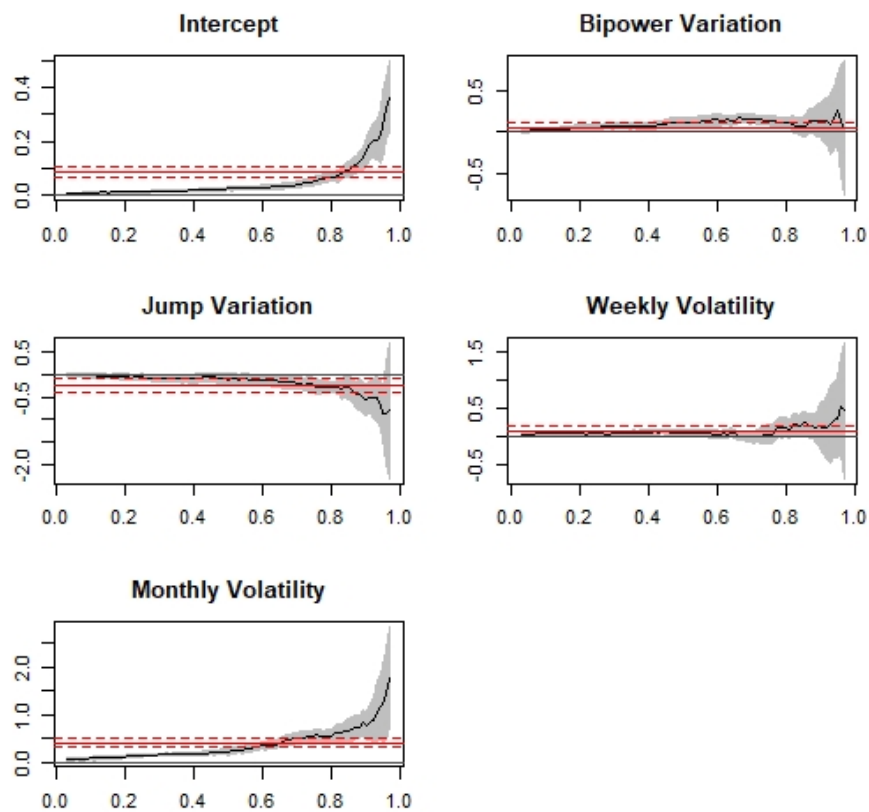 Intercept
0.0 0.2 0.4
0.0 0.2 0.4 0.6 0.8 1.0
Bipower Variation
-0.5 0.5
0.0 0.2 0.4 0.6 0.8 1.0
Jump Variation
-2.0 -0.5 0.5
0.0 0.2 0.4 0.6 0.8 1.0
Weekly Volatility
-0.5 0.5 1.5
0.0 0.2 0.4 0.6 0.8 1.0
Monthly Volatility
0.0 1.0 2.0
0.0 0.2 0.4 0.6 0.8 1.0